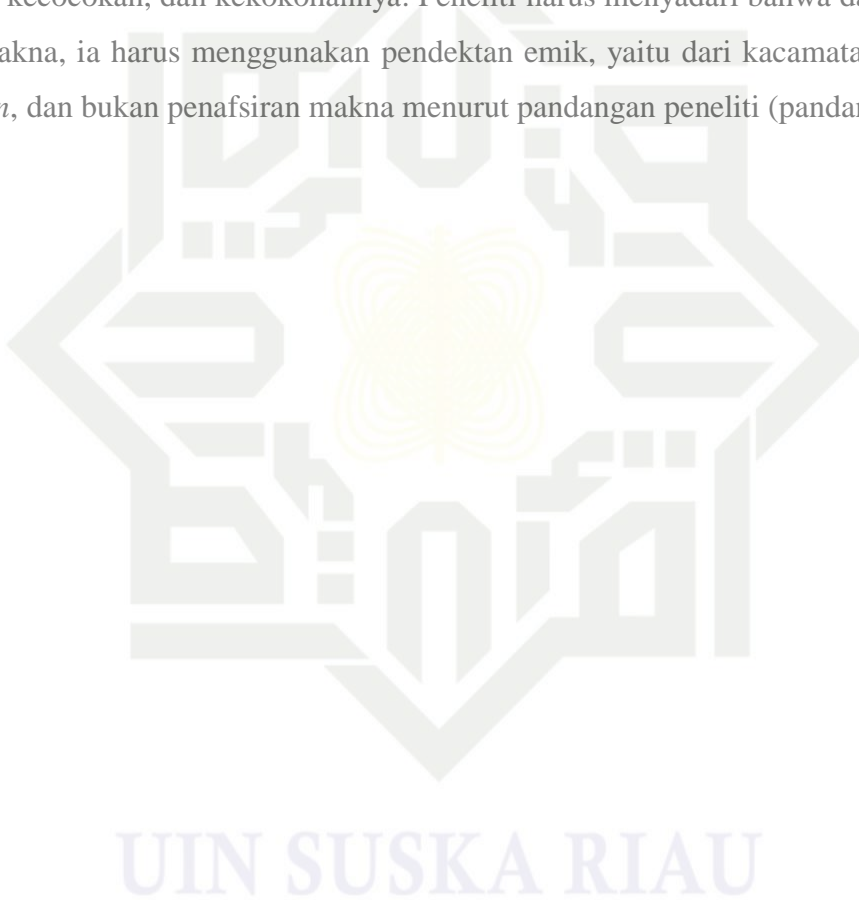 kecocokan, dan kekokohannya. Peneliti harus menyadari bahwa
makna, ia harus menggunakan pendektan emik, yaitu dari kacamata
dan bukan penafsiran makna menurut pandangan peneliti
UIN SUSKA RIAU